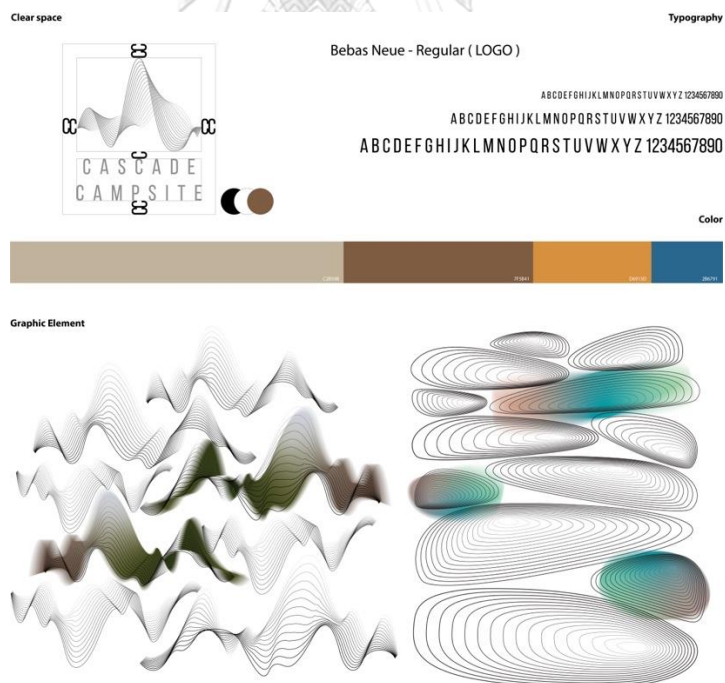 Clear space
Typography
Bebas Neue - Regular ( LOGO )
ABCDEFGHIJKLMNOPQRSTUVWXYZ 1234567890
ABCDEFGHIJKLMNOPQRSTUVWXYZ 1234567890
ABCDEFGHIJKLMNOPQRSTUVWXYZ 1234567890
CASCADE
CAMPSITE
Color
Graphic Element